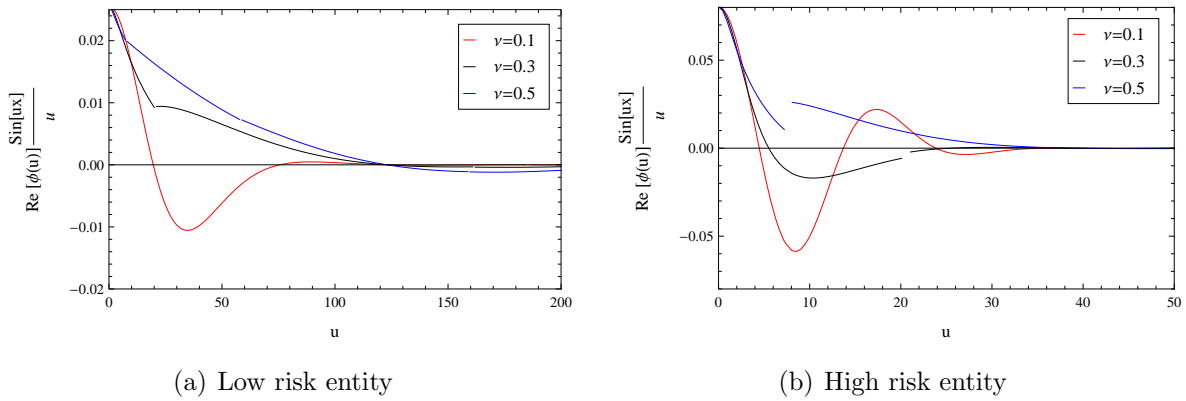 0.02
0.01
0.00
−0.01
−0.02
0 50 100 150 200
Re [ϕ(u)] Sin[ux]
u
ν=0.1
ν=0.3
ν=0.5
u
(a) Low risk entity
0.05
0.00
−0.05
0 10 20 30 40 50
Re [ϕ(u)] Sin[ux]
u
ν=0.1
ν=0.3
ν=0.5
u
(b) High risk entity